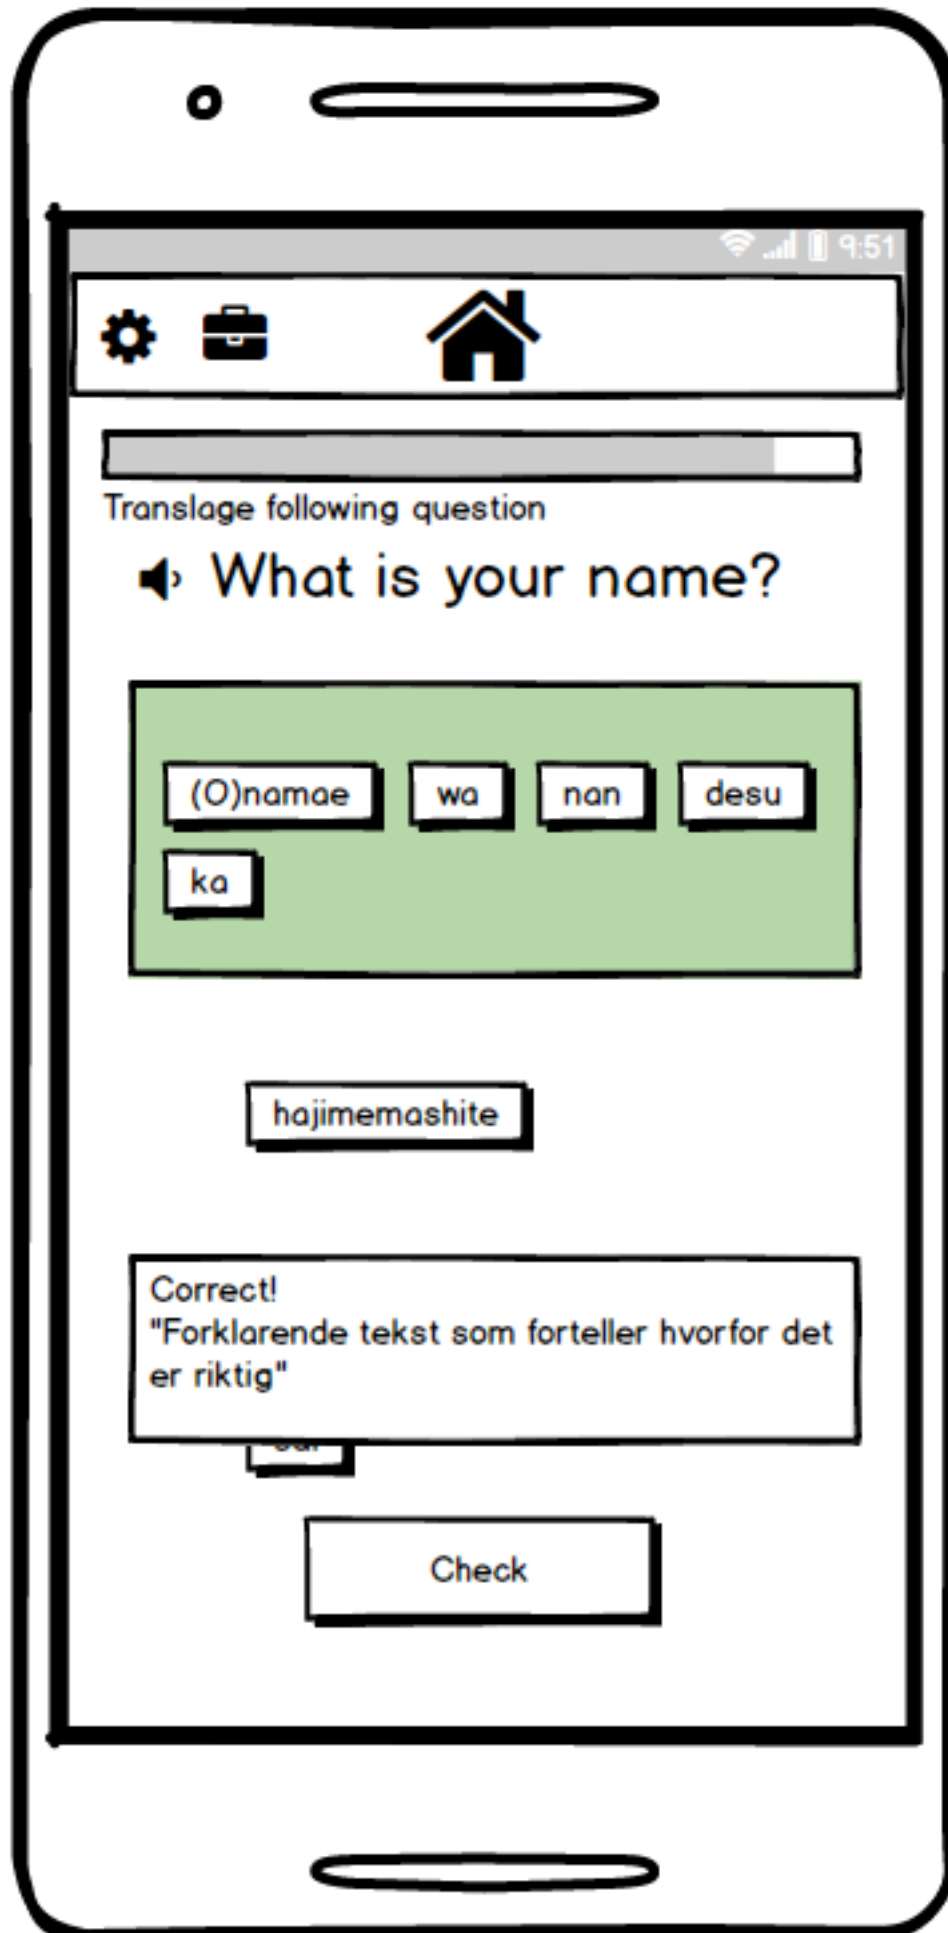 9:51
Translage following question
What is your name?
(O)namae wa nan desu
ka
hajimemashite
Correct!
"Forklarende tekst som forteller hvorfor det
er riktig"
Check